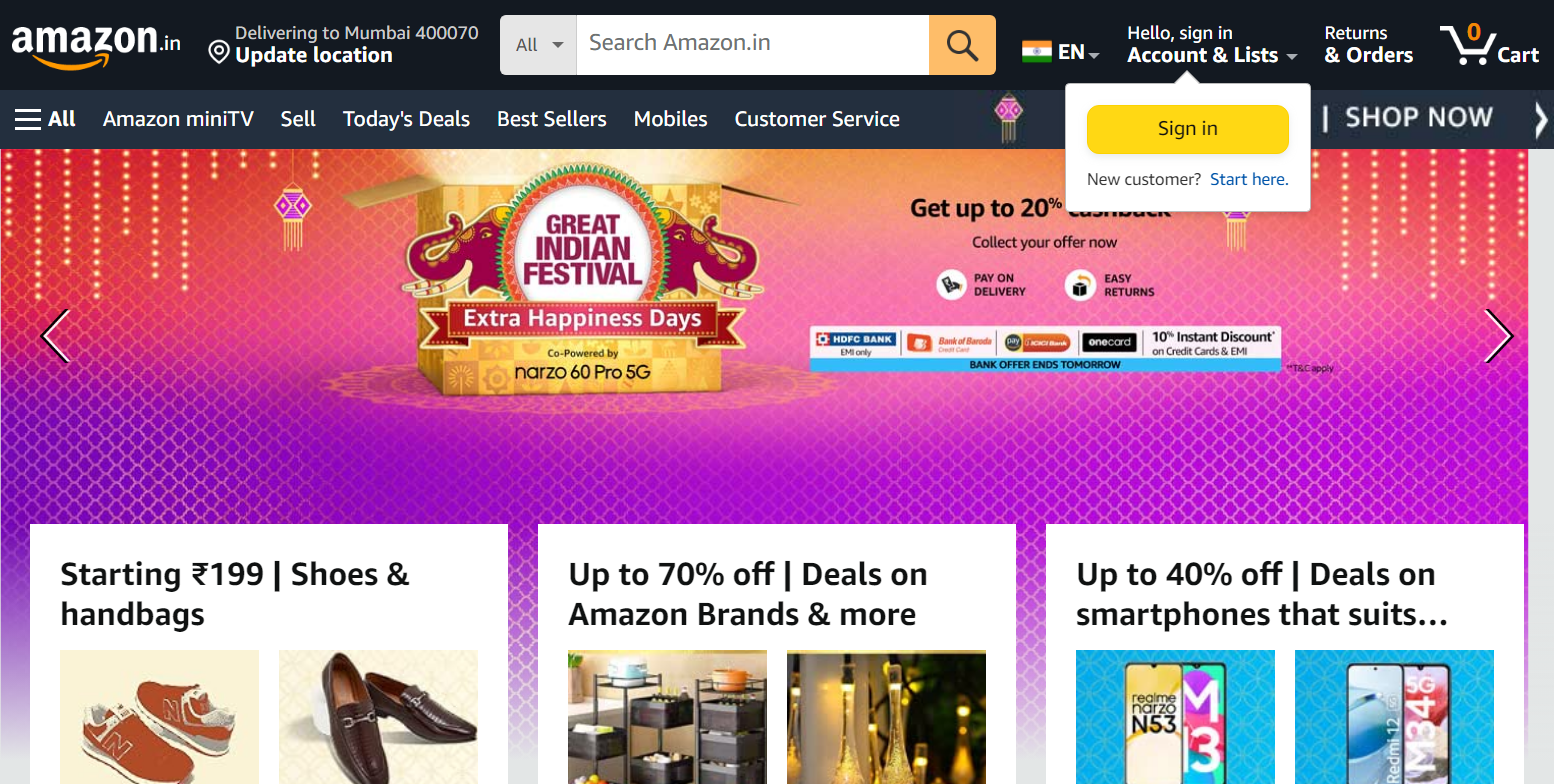 amazon.in
Delivering to Mumbai 400070
Update location
All
Search Amazon.in
EN
Hello, sign in
Account & Lists
Returns
& Orders
0
Cart
All
Amazon miniTV
Sell
Today's Deals
Best Sellers
Mobiles
Customer Service
| SHOP NOW
Sign in
New customer? Start here.
GREAT
INDIAN
FESTIVAL
Extra Happiness Days
Co-Powered by
narzo 60 Pro 5G
Get up to 20% cashback
Collect your offer now
PAY ON
DELIVERY
EASY
RETURNS
HDFC BANK
EMI only
Bank of Baroda
Credit Card
pay
ICICI Bank
onecard
10% Instant Discount*
on Credit Cards & EMI
BANK OFFER ENDS TOMORROW
**T&C apply
Starting ₹199 | Shoes &
handbags
Up to 70% off | Deals on
Amazon Brands & more
Up to 40% off | Deals on
smartphones that suits…
N
N
realme
narzo
N53
M
13
Redmi 12
5G
M34